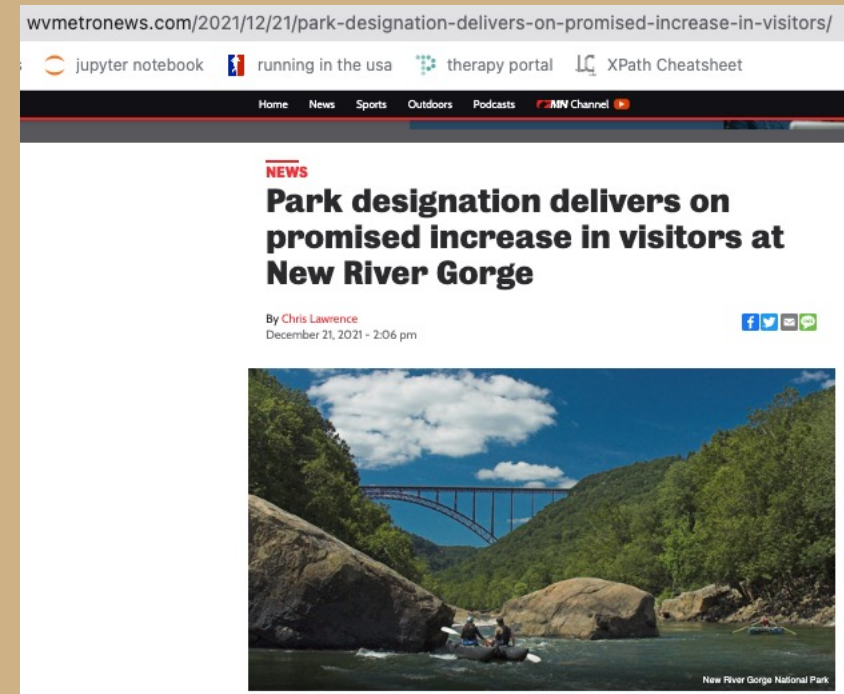 wvmetronews.com/2021/12/21/park-designation-delivers-on-promised-increase-in-visitors/
jupyter notebook running in the usa therapy portal XPath Cheatsheet
Home News Sports Outdoors Podcasts MN Channel
NEWS
Park designation delivers on
promised increase in visitors at
New River Gorge
By Chris Lawrence
December 21, 2021 - 2:06 pm
New River Gorge National Park